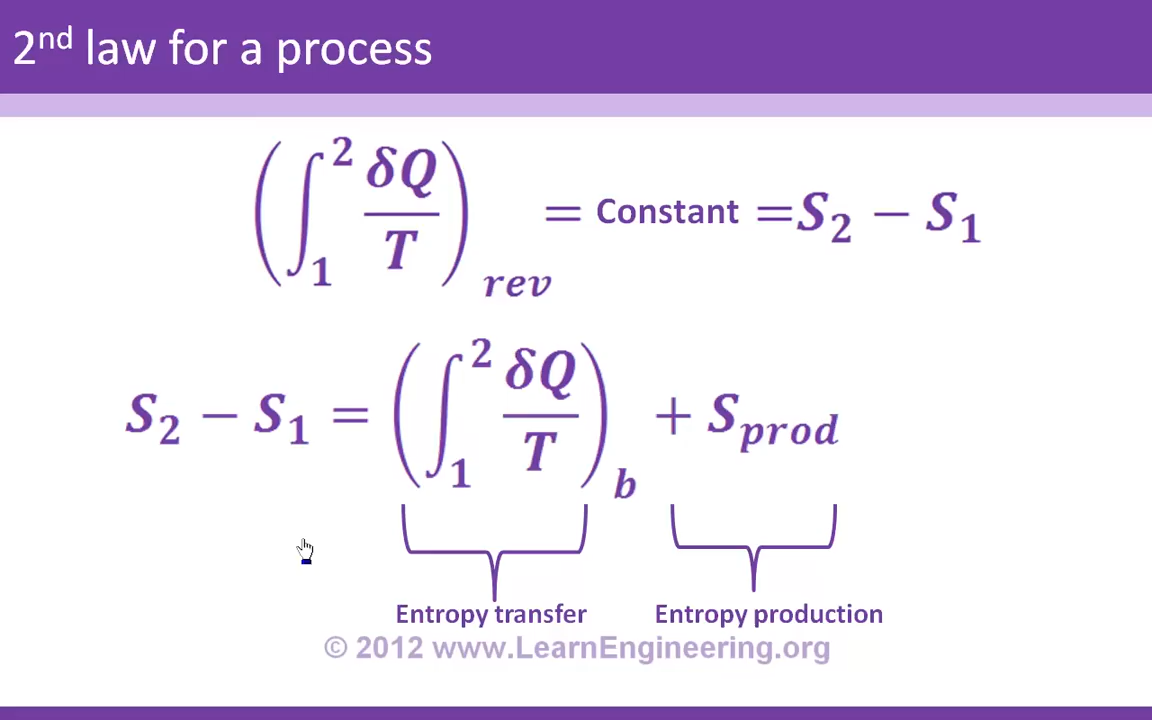 2nd law for a process
(∫₁² δQ/T)rev = Constant = S₂ − S₁
S₂ − S₁ = (∫₁² δQ/T)b + Sprod
Entropy transfer Entropy production
© 2012 www.LearnEngineering.org